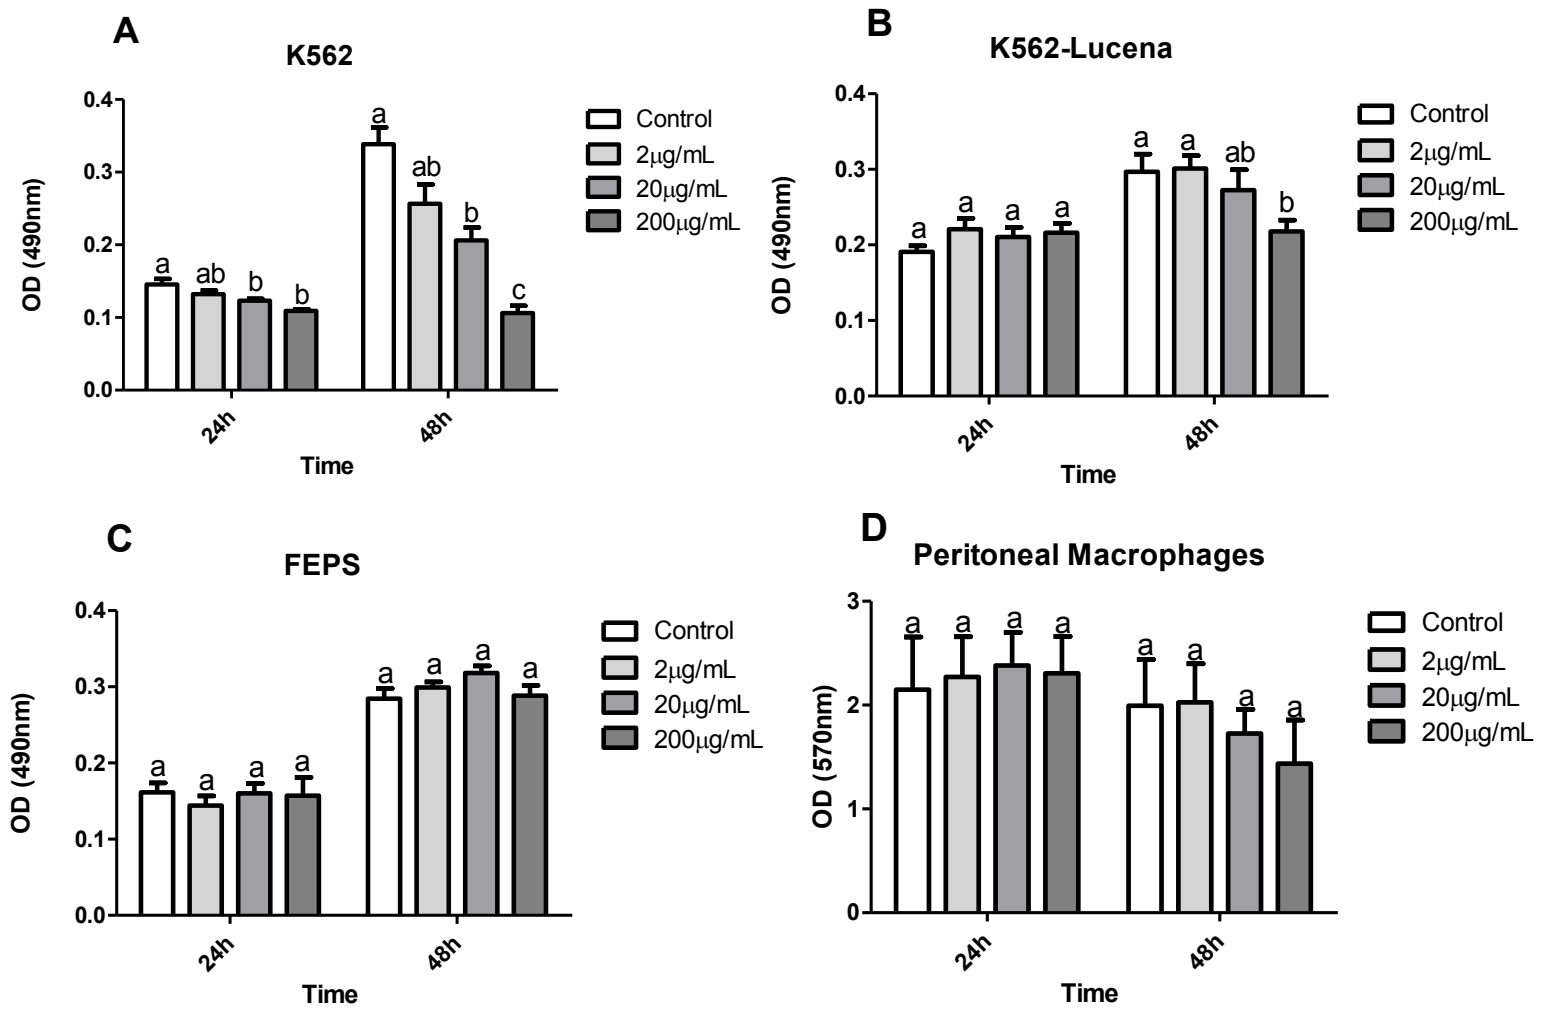 A
K562
0.4
0.3
0.2
0.1
0.0
OD (490nm)
a
ab
b
b
a
ab
b
c
24h
48h
Time
Control
2μg/mL
20μg/mL
200μg/mL
B
K562-Lucena
0.4
0.3
0.2
0.1
0.0
OD (490nm)
a
a
a
a
a
a
ab
b
24h
48h
Time
Control
2μg/mL
20μg/mL
200μg/mL
C
FEPS
0.4
0.3
0.2
0.1
0.0
OD (490nm)
a
a
a
a
a
a
a
a
24h
48h
Time
Control
2μg/mL
20μg/mL
200μg/mL
D
Peritoneal Macrophages
3
2
1
0
OD (570nm)
a
a
a
a
a
a
a
a
24h
48h
Time
Control
2μg/mL
20μg/mL
200μg/mL